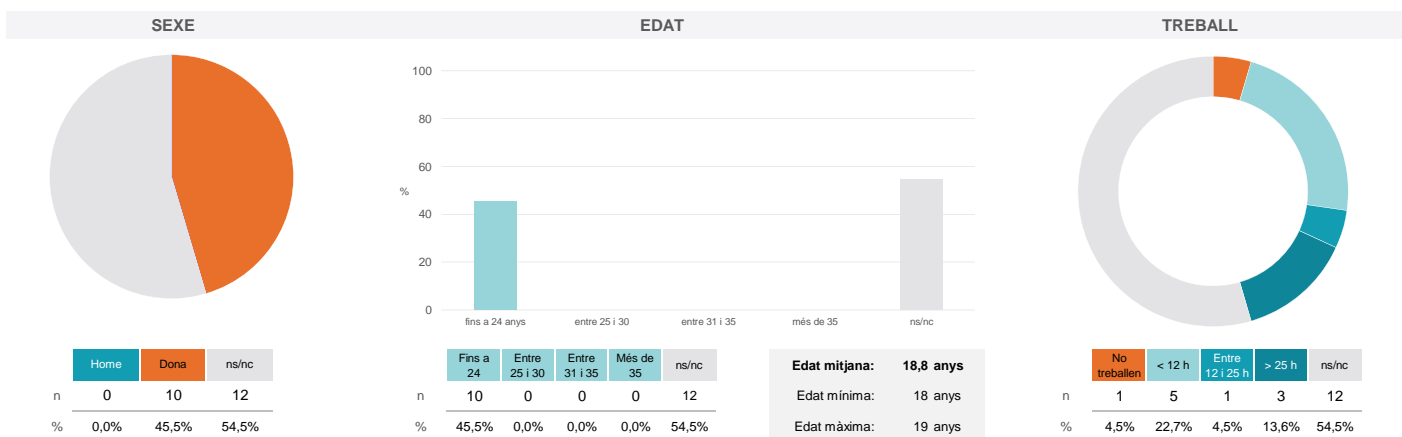 SEXE EDAT TREBALL
100
80
60
%
40
20
0
fins a 24 anys entre 25 i 30 entre 31 i 35 més de 35 ns/nc
Home Dona ns/nc
n 0 10 12
% 0,0% 45,5% 54,5%
Fins a 24 Entre 25 i 30 Entre 31 i 35 Més de 35 ns/nc
n 10 0 0 0 12
% 45,5% 0,0% 0,0% 0,0% 54,5%
Edat mitjana: 18,8 anys
Edat mínima: 18 anys
Edat màxima: 19 anys
No treballen < 12 h Entre 12 i 25 h > 25 h ns/nc
n 1 5 1 3 12
% 4,5% 22,7% 4,5% 13,6% 54,5%